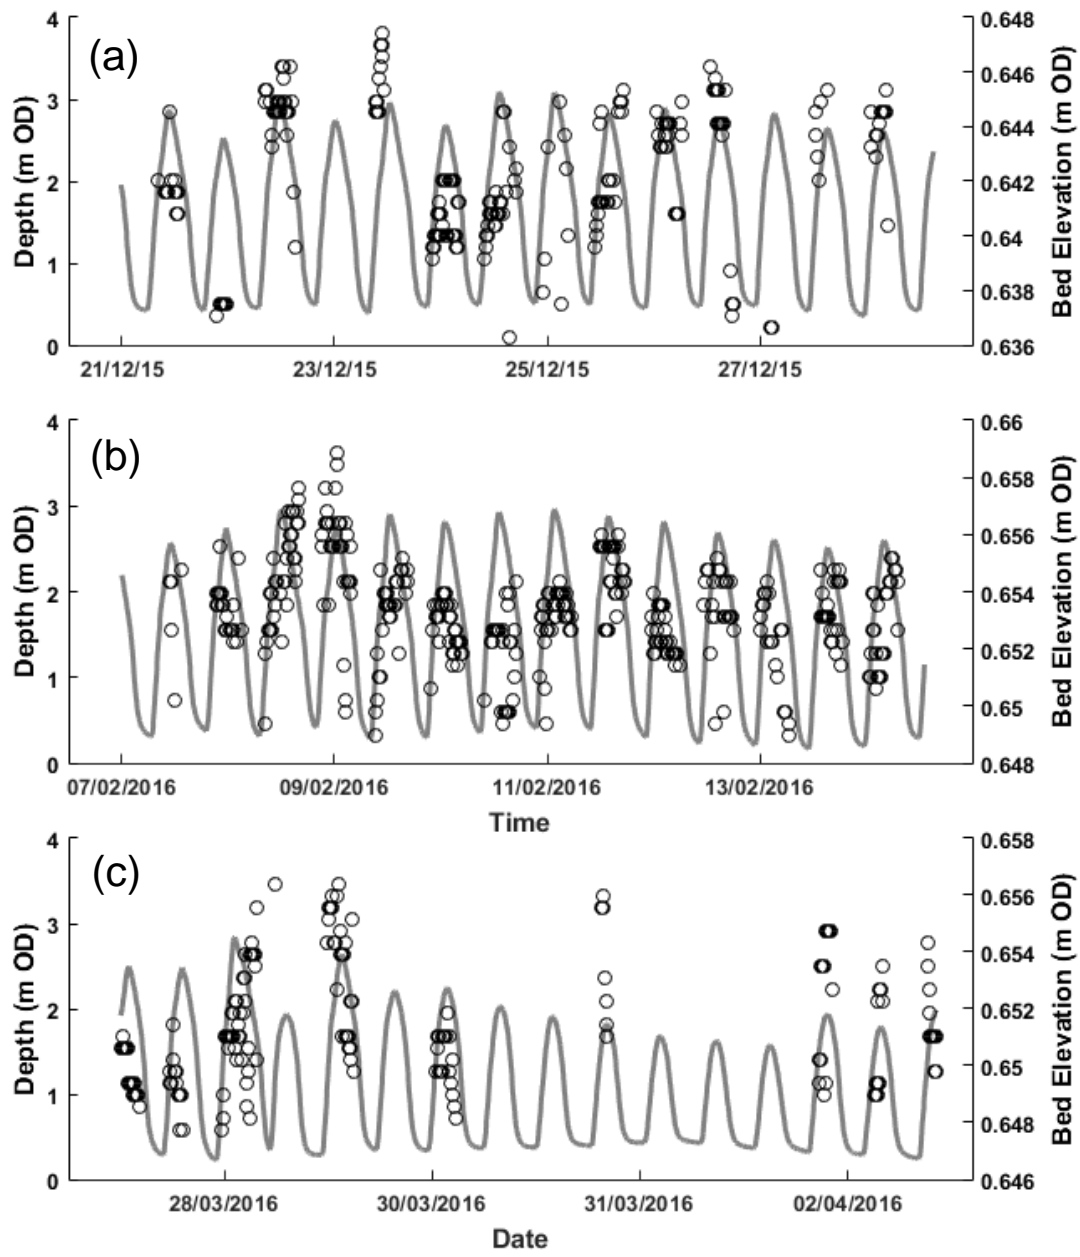 (a)
Depth (m OD)
4
3
2
1
0
0.648
0.646
0.644
0.642
0.64
0.638
0.636
Bed Elevation (m OD)
21/12/15 23/12/15 25/12/15 27/12/15
(b)
Depth (m OD)
4
3
2
1
0
0.66
0.658
0.656
0.654
0.652
0.65
0.648
Bed Elevation (m OD)
07/02/2016 09/02/2016 11/02/2016 13/02/2016
Time
(c)
Depth (m OD)
4
3
2
1
0
0.658
0.656
0.654
0.652
0.65
0.648
0.646
Bed Elevation (m OD)
28/03/2016 30/03/2016 31/03/2016 02/04/2016
Date